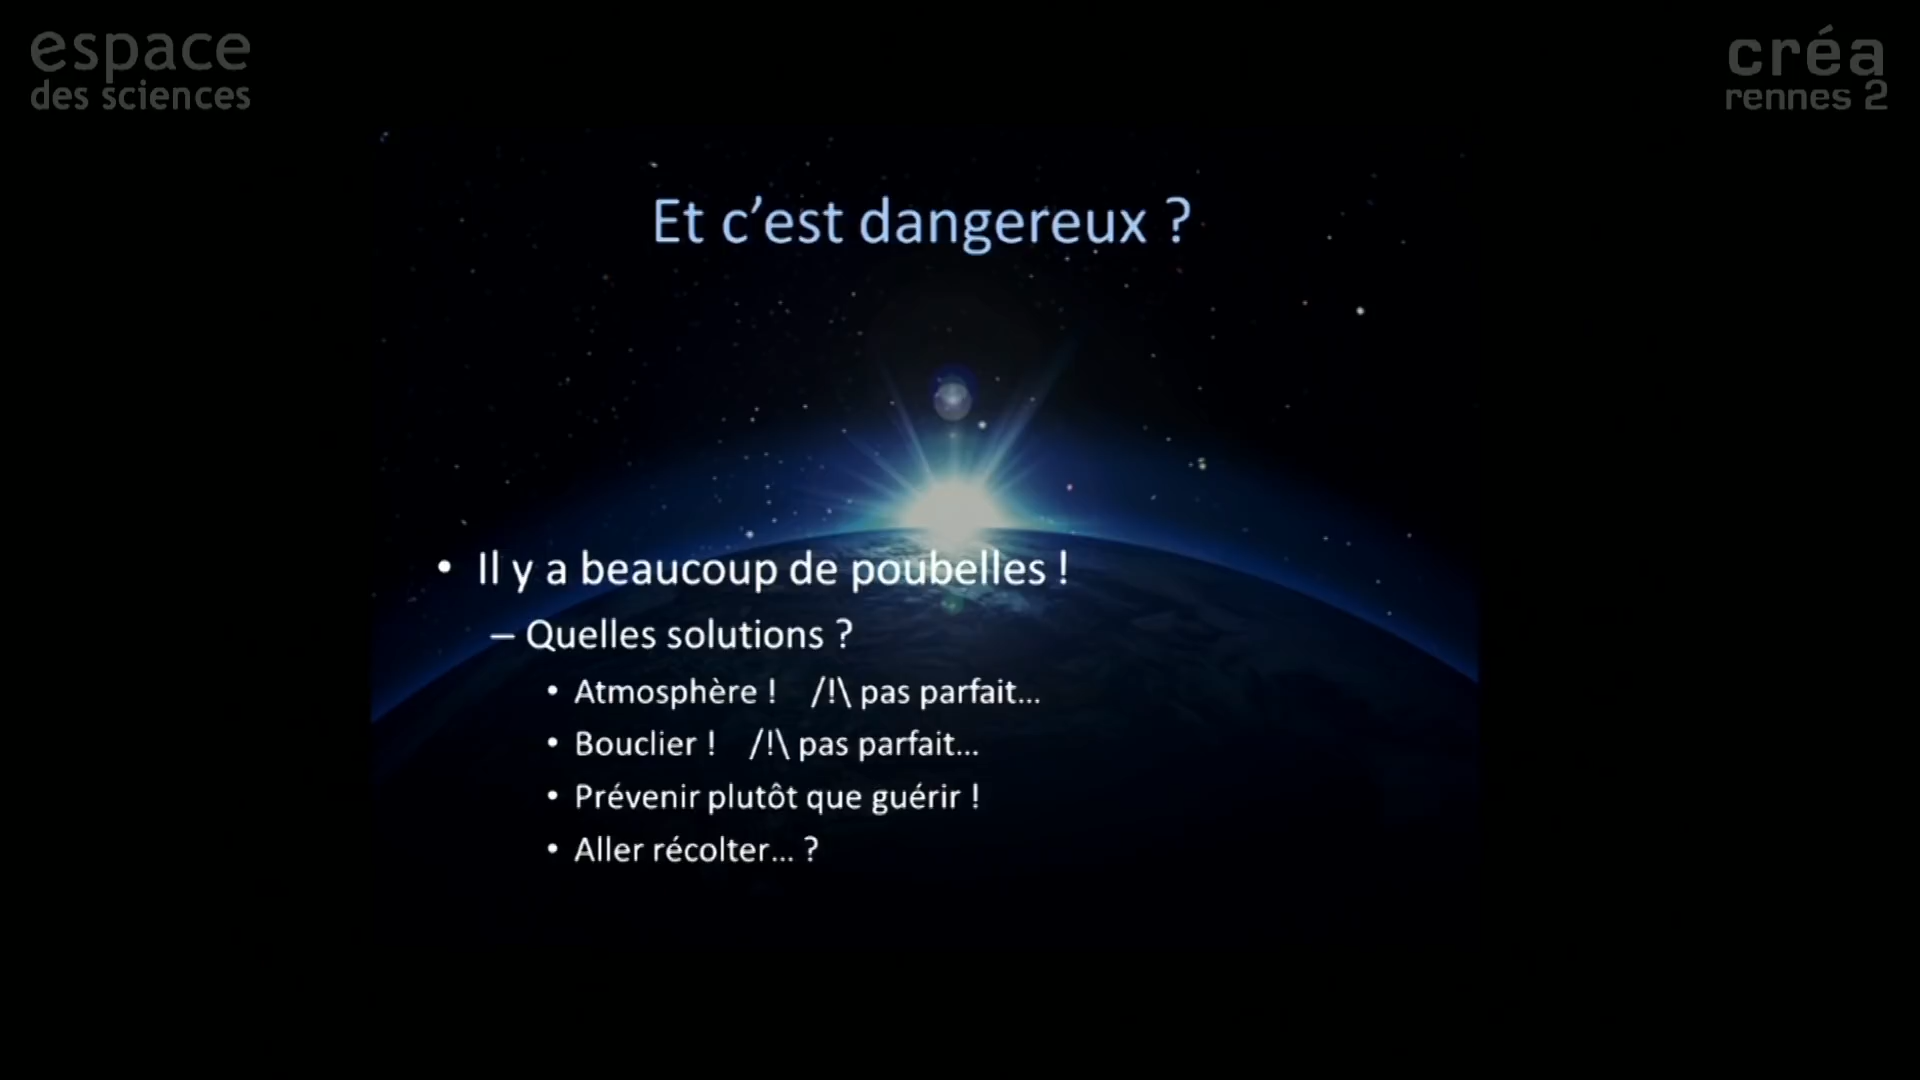 espace
des sciences
créa
rennes 2
Et c'est dangereux ?
• Il y a beaucoup de poubelles !
– Quelles solutions ?
• Atmosphère ! /!\ pas parfait...
• Bouclier ! /!\ pas parfait...
• Prévenir plutôt que guérir !
• Aller récolter... ?